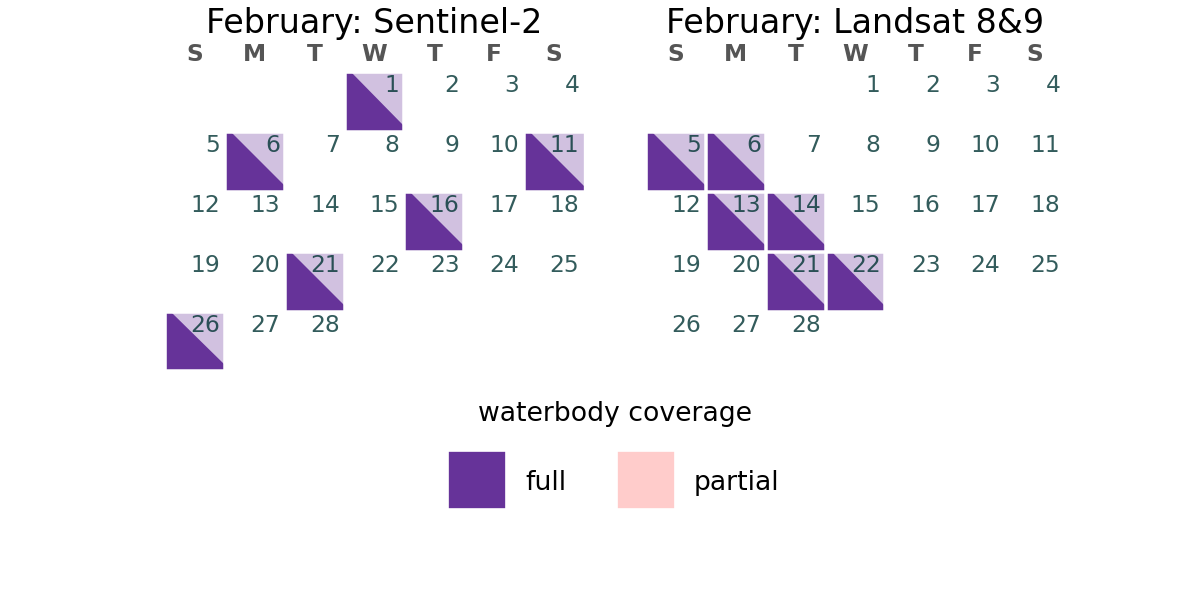 February: Sentinel-2
S M T W T F S
1 2 3 4
5 6 7 8 9 10 11
12 13 14 15 16 17 18
19 20 21 22 23 24 25
26 27 28
February: Landsat 8&9
S M T W T F S
1 2 3 4
5 6 7 8 9 10 11
12 13 14 15 16 17 18
19 20 21 22 23 24 25
26 27 28
waterbody coverage
full partial